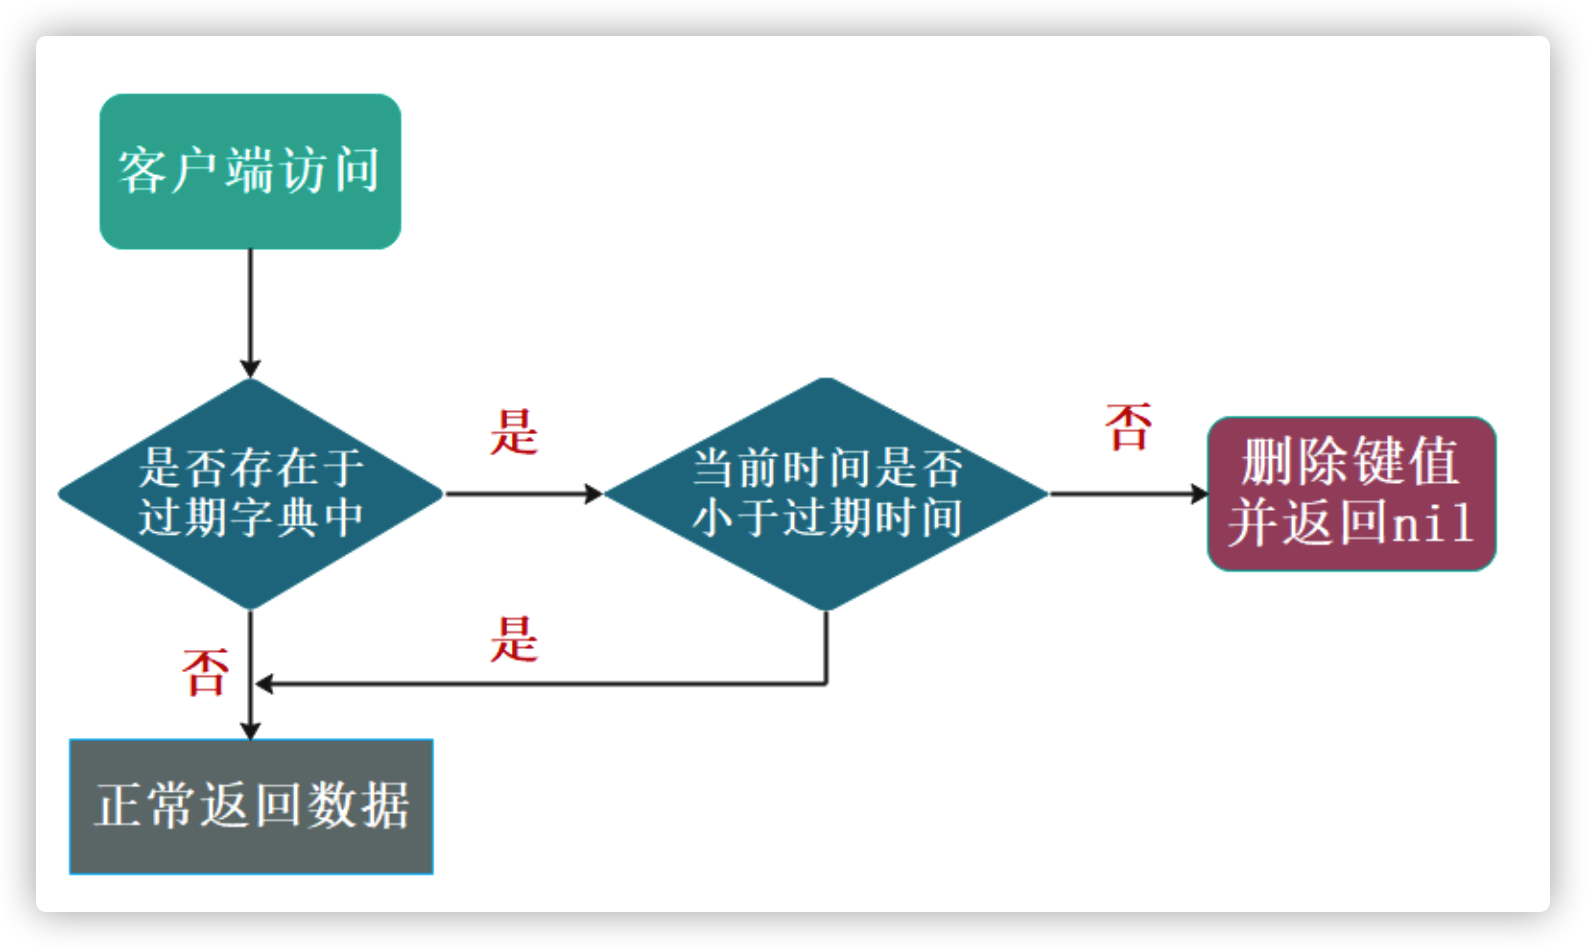 客户端访问
是否存在于
过期字典中
是
当前时间是否
小于过期时间
否
删除键值
并返回nil
是
否
正常返回数据